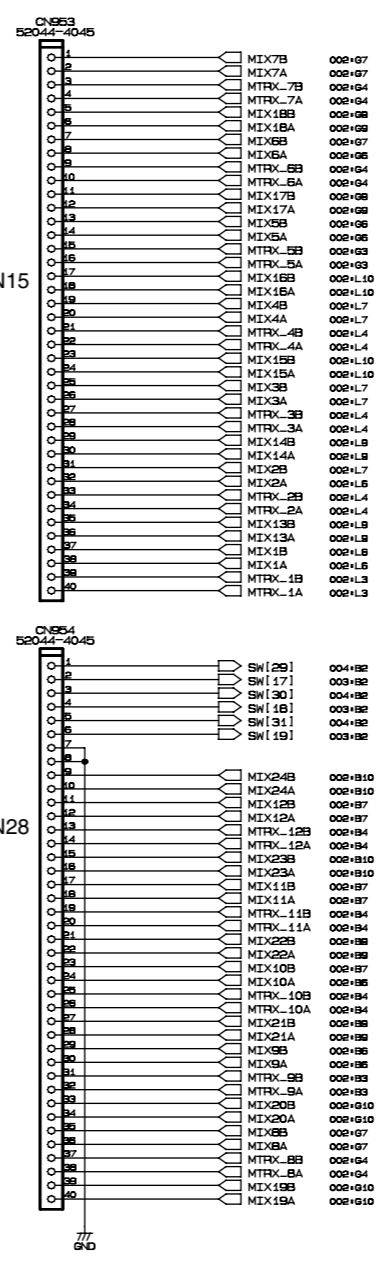 CN953
52044-4045
1 MIX7B 002:G7
2 MIX7A 002:G7
3 MTRX_7B 002:G4
4 MTRX_7A 002:G4
5 MIX18B 002:G9
6 MIX18A 002:G9
7 MIX6B 002:G7
8 MIX6A 002:G6
9 MTRX_6B 002:G4
10 MTRX_6A 002:G4
11 MIX17B 002:G9
12 MIX17A 002:G9
13 MIX5B 002:G6
14 MIX5A 002:G6
15 MTRX_5B 002:G3
16 MTRX_5A 002:G3
N15
17 MIX16B 002:L10
18 MIX16A 002:L10
19 MIX4B 002:L7
20 MIX4A 002:L7
21 MTRX_4B 002:L4
22 MTRX_4A 002:L4
23 MIX15B 002:L10
24 MIX15A 002:L10
25 MIX3B 002:L7
26 MIX3A 002:L7
27 MTRX_3B 002:L4
28 MTRX_3A 002:L4
29 MIX14B 002:L9
30 MIX14A 002:L9
31 MIX2B 002:L7
32 MIX2A 002:L6
33 MTRX_2B 002:L4
34 MTRX_2A 002:L4
35 MIX13B 002:L9
36 MIX13A 002:L9
37 MIX1B 002:L6
38 MIX1A 002:L6
39 MTRX_1B 002:L3
40 MTRX_1A 002:L3
CN954
52044-4045
1 SW[29] 004:B2
2 SW[17] 003:B2
3 SW[30] 004:B2
4 SW[18] 003:B2
5 SW[31] 004:B2
6 SW[19] 003:B2
7
8
9 MIX24B 002:B10
10 MIX24A 002:B10
11 MIX12B 002:B7
12 MIX12A 002:B7
N28
13 MTRX_12B 002:B4
14 MTRX_12A 002:B4
15 MIX23B 002:B10
16 MIX23A 002:B10
17 MIX11B 002:B7
18 MIX11A 002:B7
19 MTRX_11B 002:B4
20 MTRX_11A 002:B4
21 MIX22B 002:B9
22 MIX22A 002:B9
23 MIX10B 002:B7
24 MIX10A 002:B6
25 MTRX_10B 002:B4
26 MTRX_10A 002:B4
27 MIX21B 002:B9
28 MIX21A 002:B9
29 MIX9B 002:B6
30 MIX9A 002:B6
31 MTRX_9B 002:B3
32 MTRX_9A 002:B3
33 MIX20B 002:G10
34 MIX20A 002:G10
35 MIX8B 002:G7
36 MIX8A 002:G7
37 MTRX_8B 002:G4
38 MTRX_8A 002:G4
39 MIX19B 002:G10
40 MIX19A 002:G10
GND